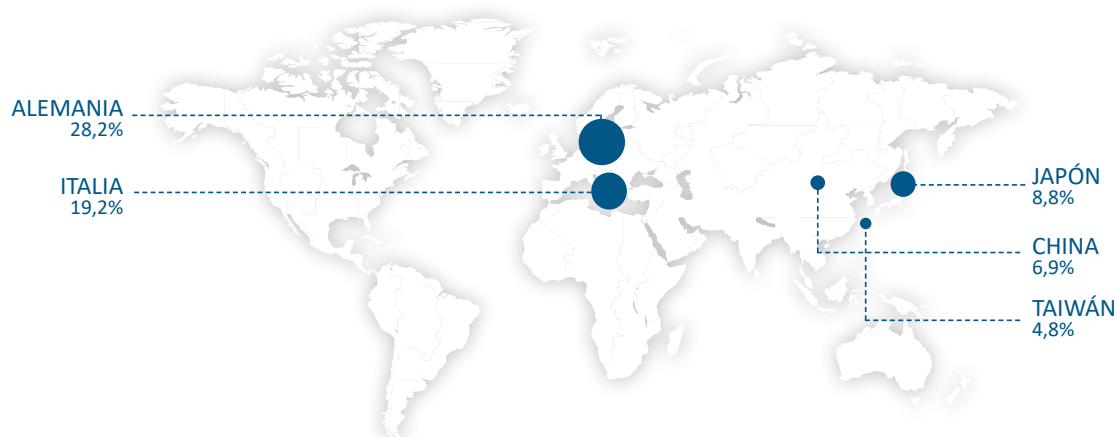 ALEMANIA
28,2%
ITALIA
19,2%
JAPÓN
8,8%
CHINA
6,9%
TAIWÁN
4,8%